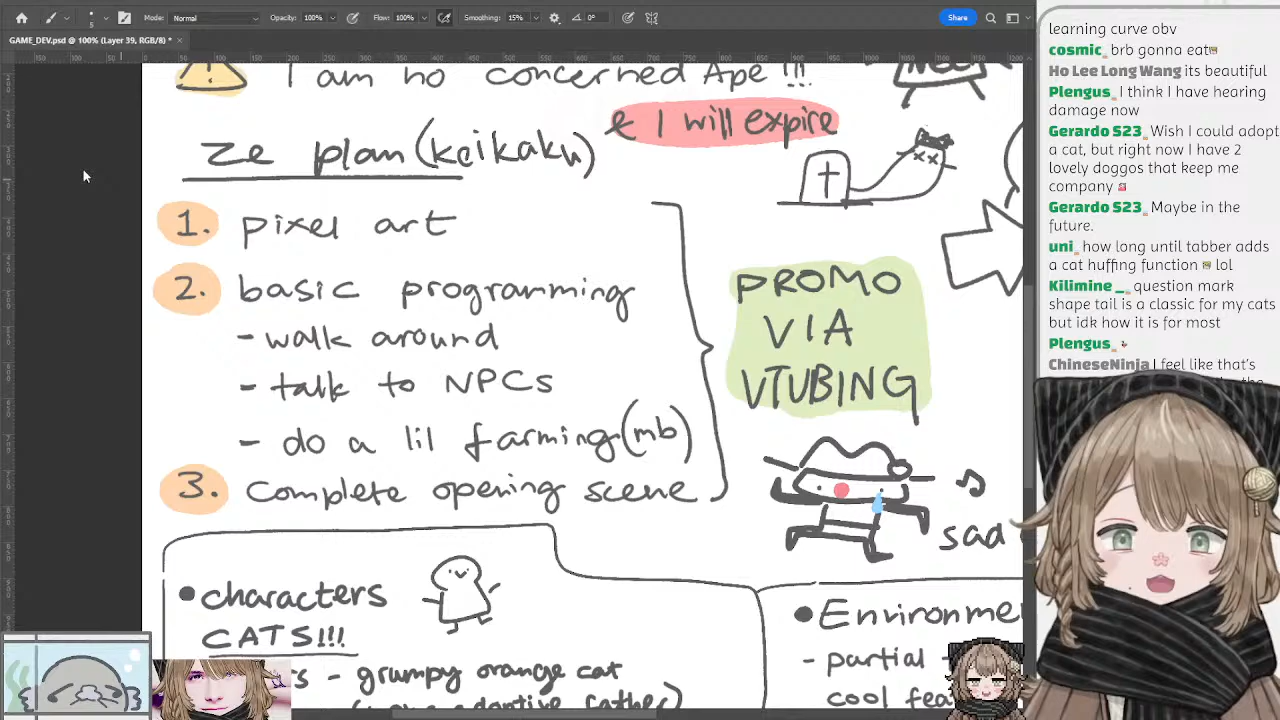 Mode: Normal Opacity: 100% Flow: 100% Smoothing: 15% 0° Share
GAME_DEV.psd @ 100% (Layer 39, RGB/8) *
I am no concerned Ape !!!
& I will expire
ze plan (keikaku)
1. pixel art
2. basic programming
- walk around
- talk to NPCs
- do a lil farming (mb)
3. Complete opening scene
PROMO
VIA
VTUBING
sad
characters
CATS!!!
- grumpy orange cat
Environme
- partial
cool fea
learning curve obv
cosmic_ brb gonna eat
Ho Lee Long Wang its beautiful
Plengus_ I think I have hearing
damage now
Gerardo S23_ Wish I could adopt
a cat, but right now I have 2
lovely doggos that keep me
company
Gerardo S23_ Maybe in the
future.
uni_ how long until tabber adds
a cat huffing function lol
Kilimine _ question mark
shape tail is a classic for my cats
but idk how it is for most
Plengus_
ChineseNinja I feel like that's